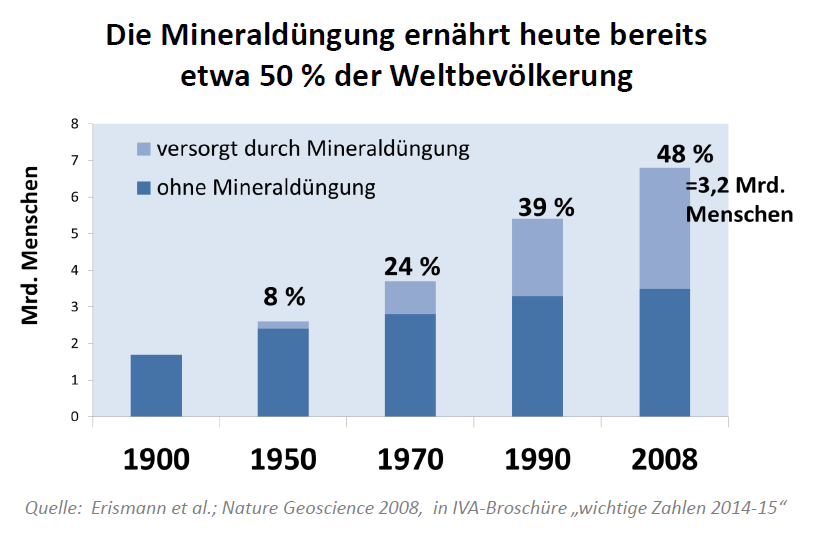 Die Mineraldüngung ernährt heute bereits
etwa 50 % der Weltbevölkerung
Mrd. Menschen
8
7
6
5
4
3
2
1
0
versorgt durch Mineraldüngung
ohne Mineraldüngung
8 %
24 %
39 %
48 %
=3,2 Mrd.
Menschen
1900
1950
1970
1990
2008
Quelle: Erismann et al.; Nature Geoscience 2008, in IVA-Broschüre „wichtige Zahlen 2014-15“